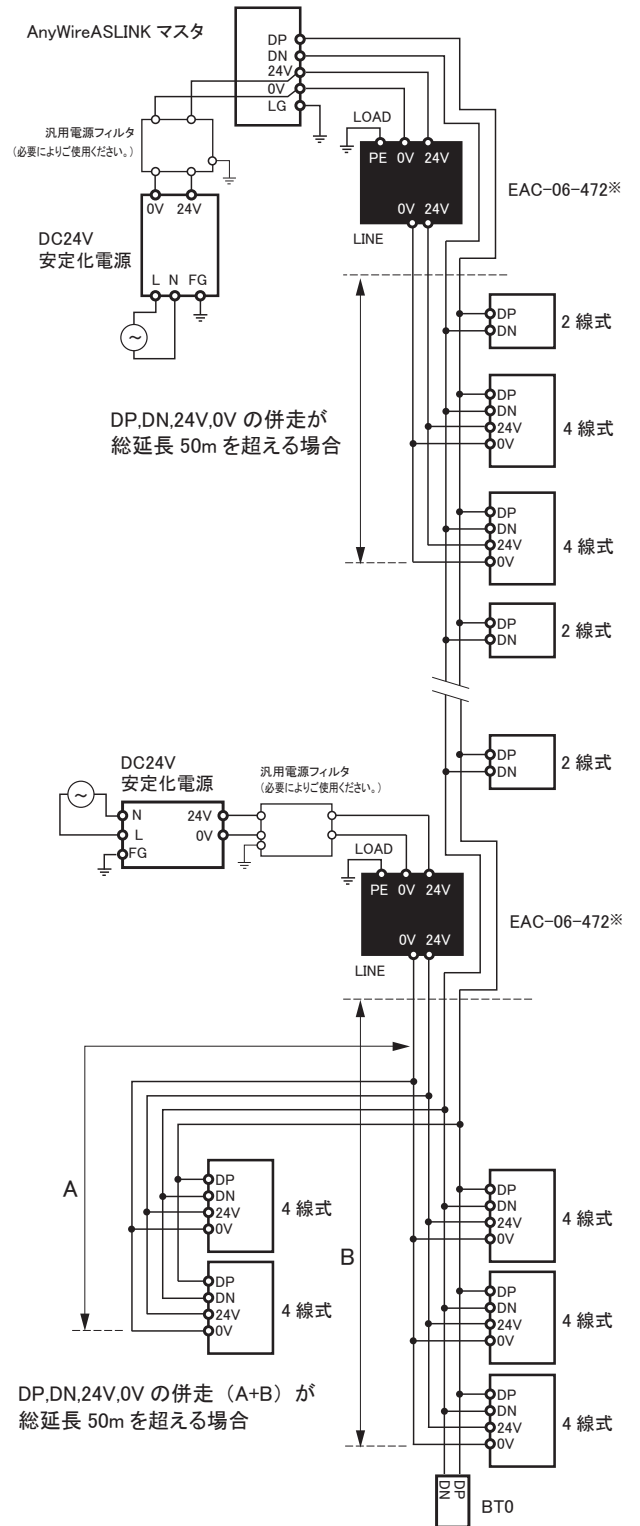 AnyWireASLINK マスタ
DP
DN
24V
0V
LG
汎用電源フィルタ
(必要によりご使用ください。)
0V 24V
DC24V
安定化電源
L N FG
~
LOAD
PE 0V 24V
0V 24V
LINE
EAC-06-472※
DP
DN
2 線式
DP,DN,24V,0V の併走が
総延長 50m を超える場合
DP
DN
24V
0V
4 線式
DP
DN
24V
0V
4 線式
DP
DN
2 線式
DP
DN
2 線式
DC24V
安定化電源
~
N
L
FG
24V
0V
汎用電源フィルタ
(必要によりご使用ください。)
LOAD
PE 0V 24V
0V 24V
LINE
EAC-06-472※
A
DP
DN
24V
0V
4 線式
DP
DN
24V
0V
4 線式
B
DP
DN
24V
0V
4 線式
DP
DN
24V
0V
4 線式
DP
DN
24V
0V
4 線式
DP,DN,24V,0V の併走（A+B）が
総延長 50m を超える場合
DN
DP
BT0